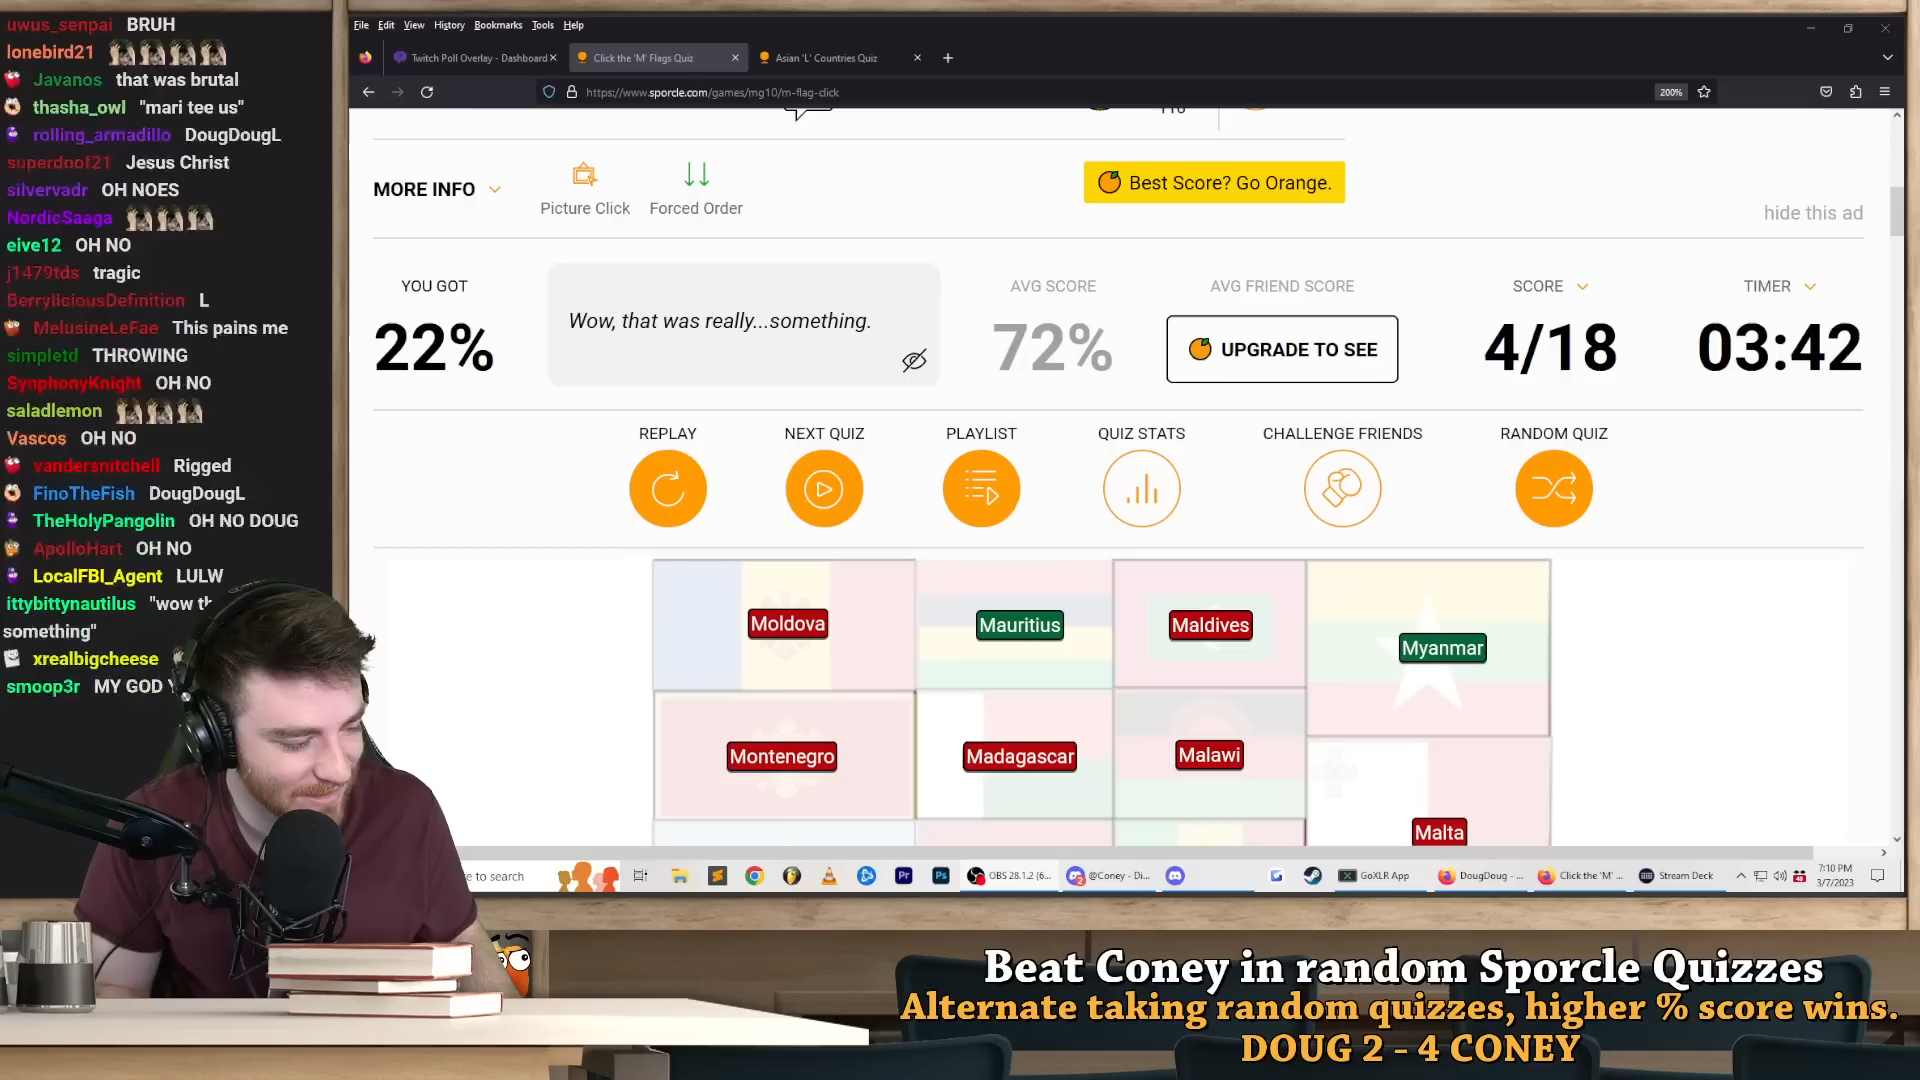 uwus_senpai BRUH
lonebird21
Javanos that was brutal
thasha_owl "mari tee us"
rolling_armadillo DougDougL
superdoof21 Jesus Christ
silvervadr OH NOES
NordicSaaga
eive12 OH NO
j1479tds tragic
BerryliciousDefinition L
MelusineLeFae This pains me
simpletd THROWING
SynphonyKnight OH NO
saladlemon
Vascos OH NO
vandersnitchell Rigged
FinoTheFish DougDougL
TheHolyPangolin OH NO DOUG
ApolloHart OH NO
LocalFBI_Agent LULW
ittybittynautilus "wow th
something"
xrealbigcheese
smoop3r MY GOD Y
File Edit View History Bookmarks Tools Help
Twitch Poll Overlay - Dashboard Click the 'M' Flags Quiz Asian 'L' Countries Quiz
https://www.sporcle.com/games/mg10/m-flag-click 200%
MORE INFO Picture Click Forced Order
Best Score? Go Orange.
hide this ad
YOU GOT
22%
Wow, that was really...something.
AVG SCORE
72%
AVG FRIEND SCORE
UPGRADE TO SEE
SCORE
4/18
TIMER
03:42
REPLAY NEXT QUIZ PLAYLIST QUIZ STATS CHALLENGE FRIENDS RANDOM QUIZ
Moldova Mauritius Maldives Myanmar
Montenegro Madagascar Malawi
Malta
e to search OBS 28.1.2 (6... @Coney - Di... GoXLR App DougDoug - ... Click the 'M' ... Stream Deck 7:10 PM
3/7/2023
Beat Coney in random Sporcle Quizzes
Alternate taking random quizzes, higher % score wins.
DOUG 2 - 4 CONEY